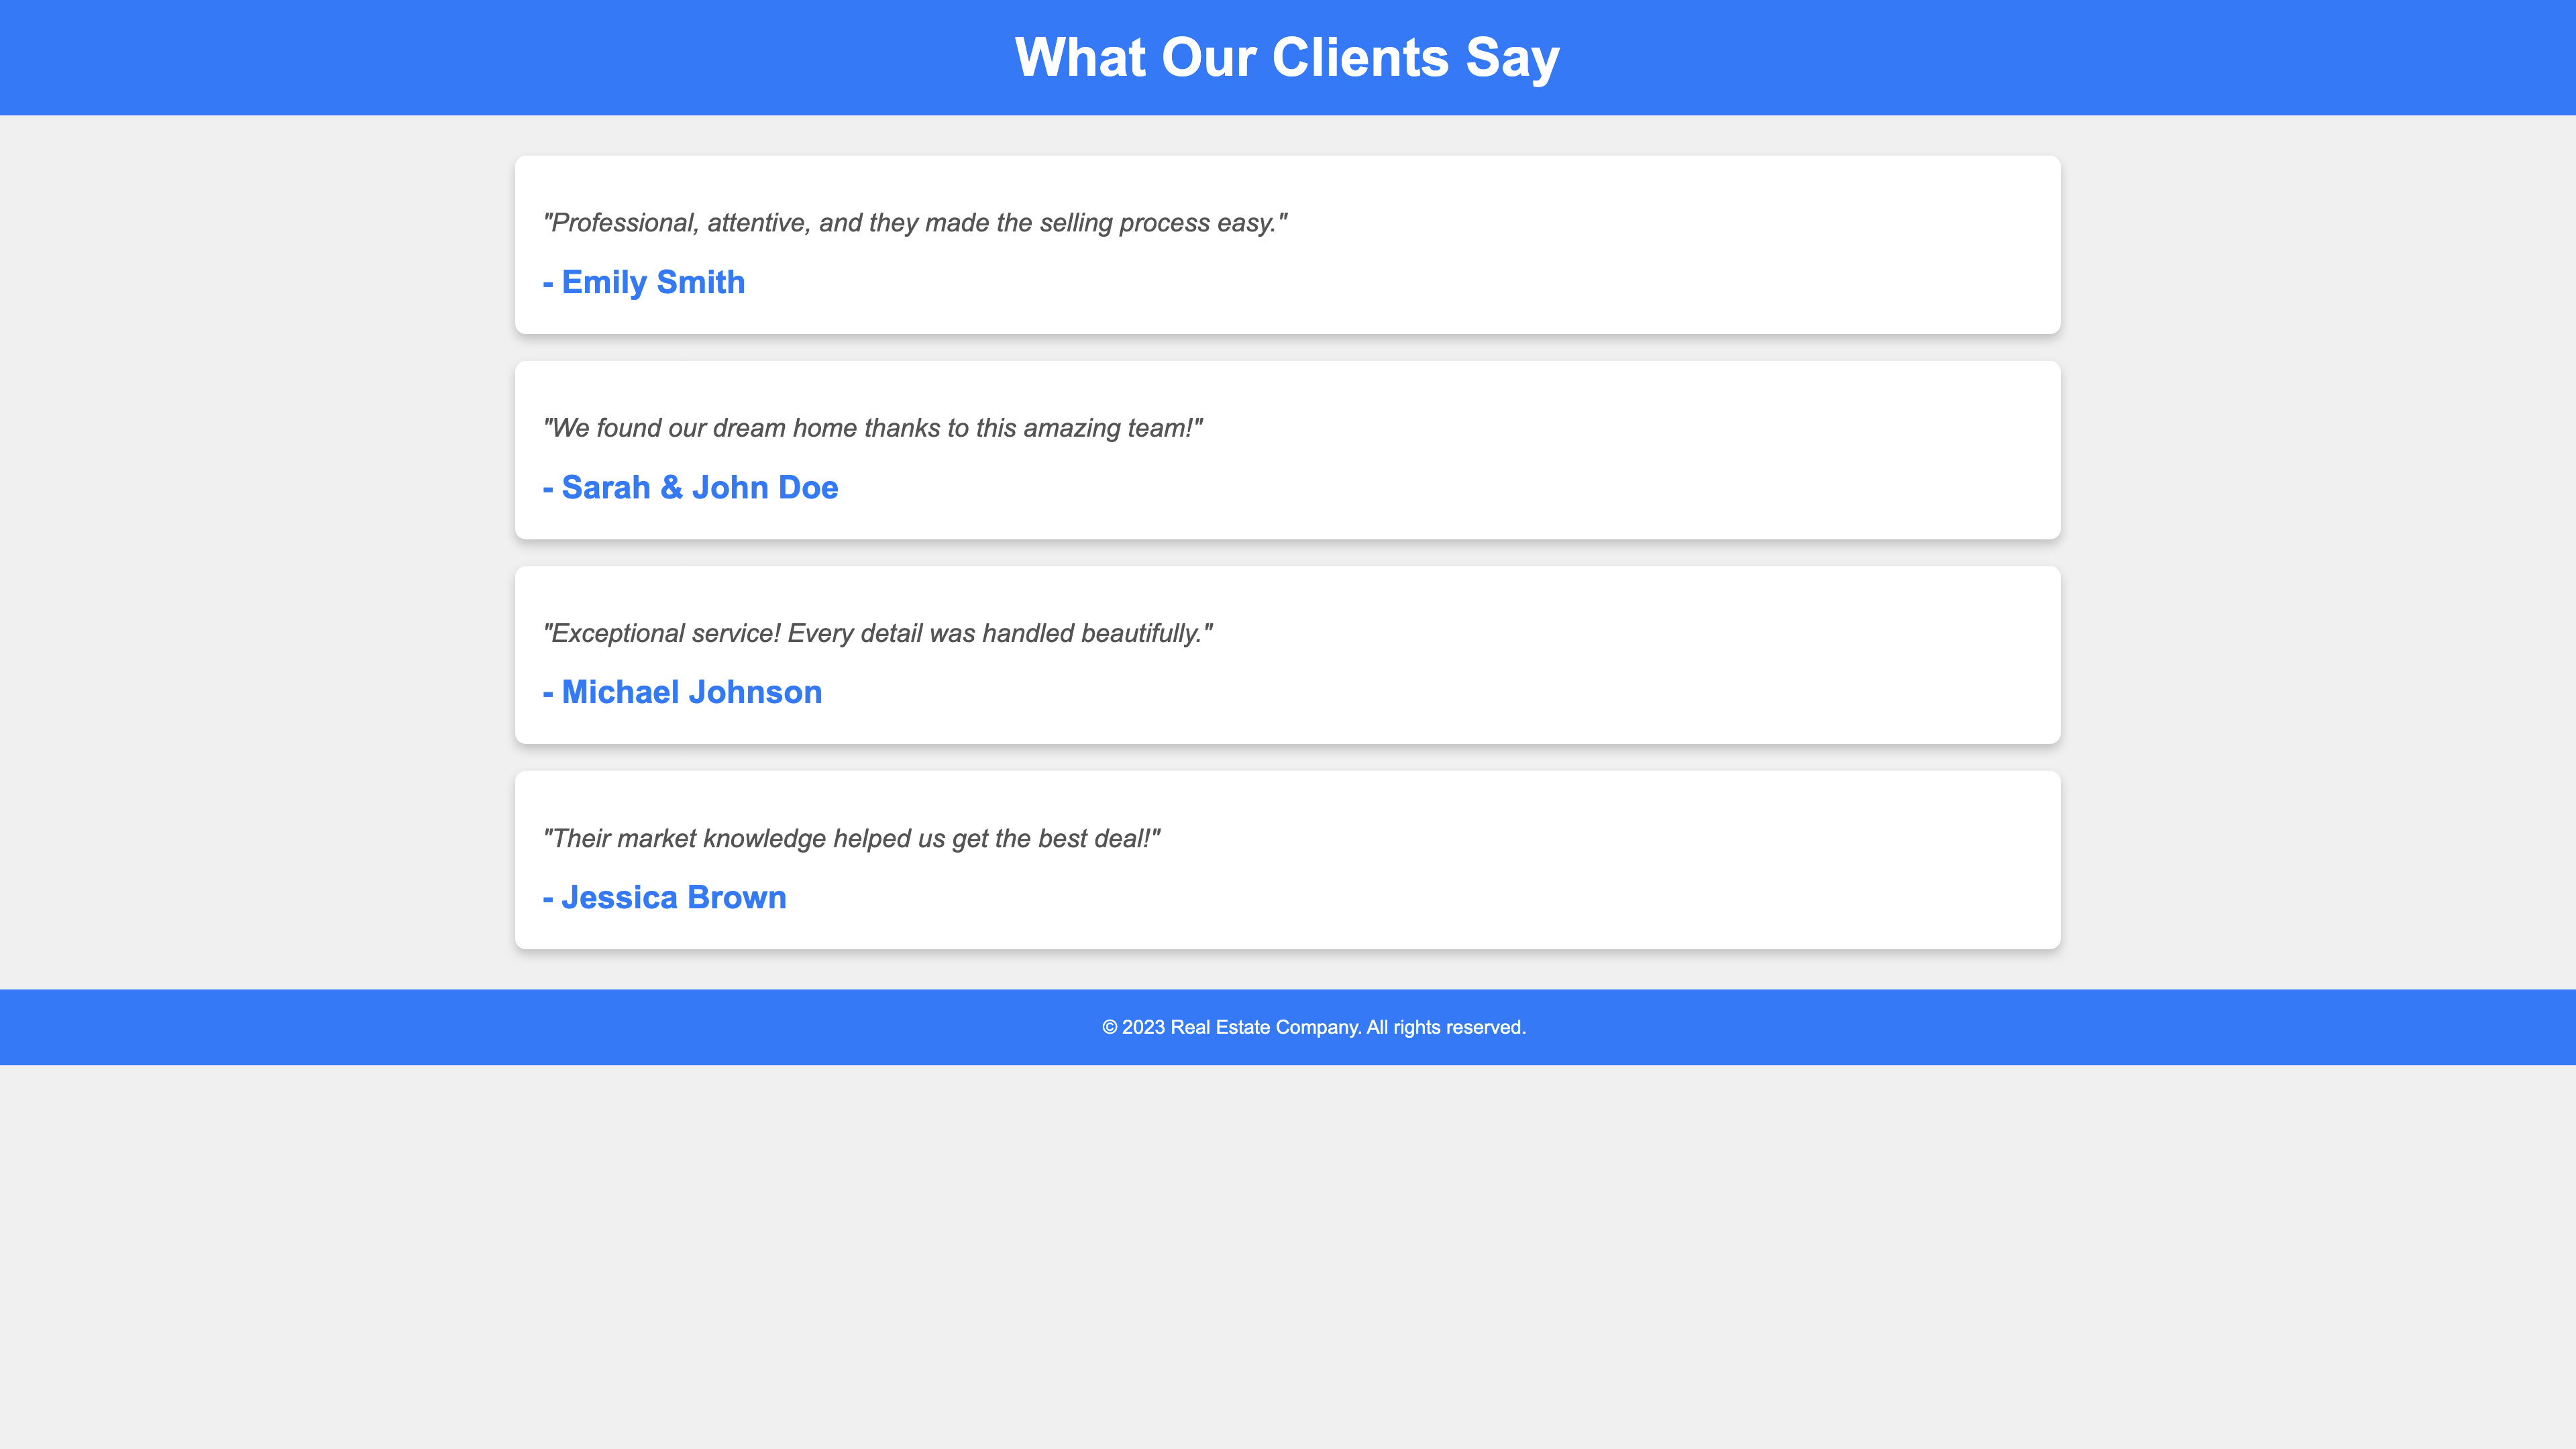 What Our Clients Say
"Professional, attentive, and they made the selling process easy."
- Emily Smith
"We found our dream home thanks to this amazing team!"
- Sarah & John Doe
"Exceptional service! Every detail was handled beautifully."
- Michael Johnson
"Their market knowledge helped us get the best deal!"
- Jessica Brown
© 2023 Real Estate Company. All rights reserved.